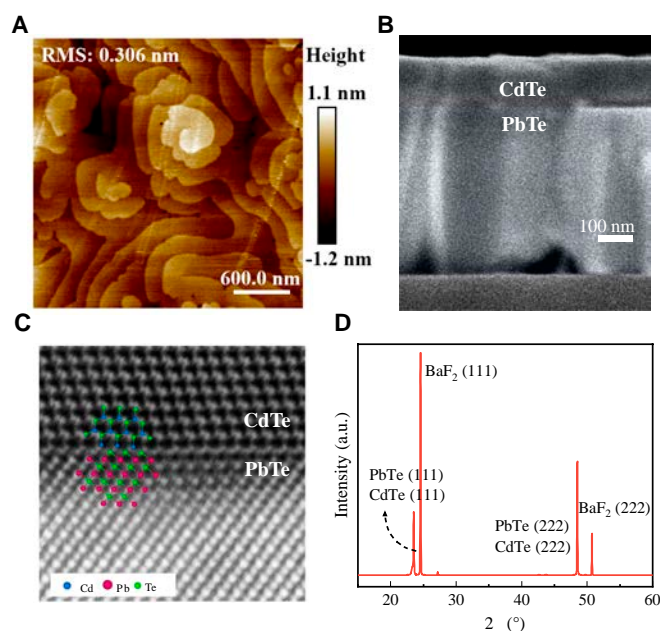 A
RMS: 0.306 nm
Height
1.1 nm
-1.2 nm
600.0 nm
B
CdTe
PbTe
100 nm
C
CdTe
PbTe
Cd
Pb
Te
D
BaF₂ (111)
PbTe (111)
CdTe (111)
PbTe (222)
CdTe (222)
BaF₂ (222)
Intensity (a.u.)
20
30
40
50
60
2 (°)